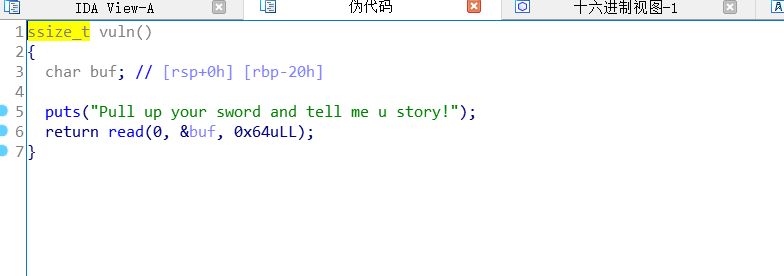 IDA View-A 伪代码 十六进制视图-1
1 ssize_t vuln()
2 {
3 char buf; // [rsp+0h] [rbp-20h]
4
5 puts("Pull up your sword and tell me u story!");
6 return read(0, &buf, 0x64uLL);
7 }